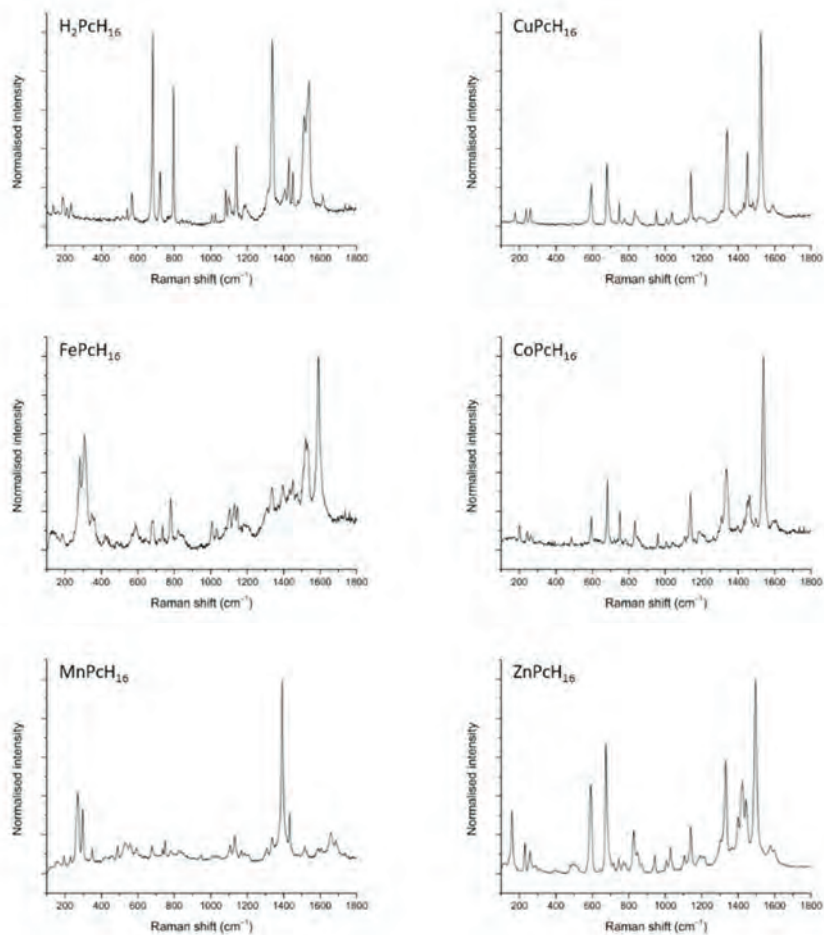 H₂PcH₁₆
Normalised intensity
200 400 600 800 1000 1200 1400 1600 1800
Raman shift (cm⁻¹)
CuPcH₁₆
Normalised intensity
200 400 600 800 1000 1200 1400 1600 1800
Raman shift (cm⁻¹)
FePcH₁₆
Normalised intensity
200 400 600 800 1000 1200 1400 1600 1800
Raman shift (cm⁻¹)
CoPcH₁₆
Normalised intensity
200 400 600 800 1000 1200 1400 1600 1800
Raman shift (cm⁻¹)
MnPcH₁₆
Normalised intensity
200 400 600 800 1000 1200 1400 1600 1800
Raman shift (cm⁻¹)
ZnPcH₁₆
Normalised intensity
200 400 600 800 1000 1200 1400 1600 1800
Raman shift (cm⁻¹)